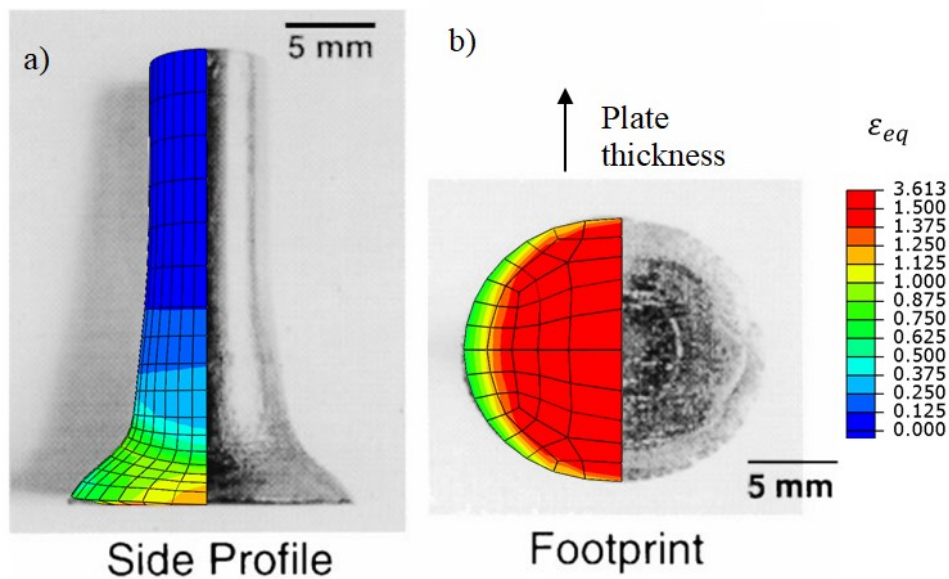 a)
5 mm
Side Profile
b)
Plate
thickness
5 mm
Footprint
εeq
3.613
1.500
1.375
1.250
1.125
1.000
0.875
0.750
0.625
0.500
0.375
0.250
0.125
0.000